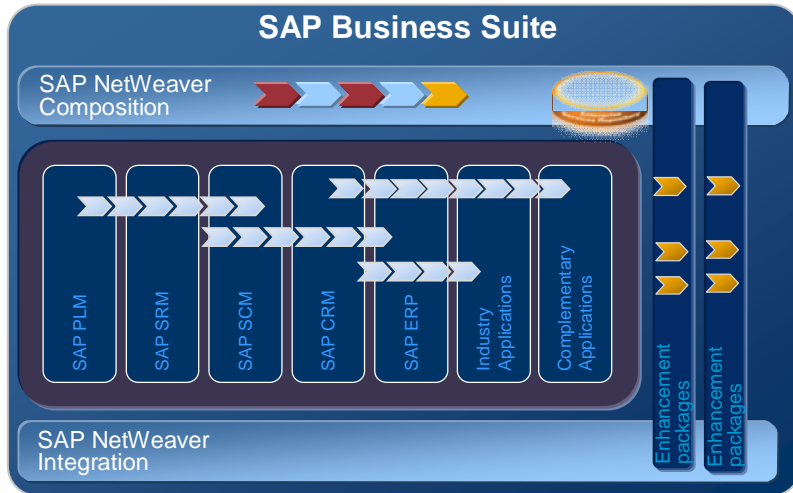 SAP Business Suite
SAP NetWeaver
Composition
SAP PLM
SAP SRM
SAP SCM
SAP CRM
SAP ERP
Industry
Applications
Complementary
Applications
Enhancement
packages
Enhancement
packages
SAP NetWeaver
Integration